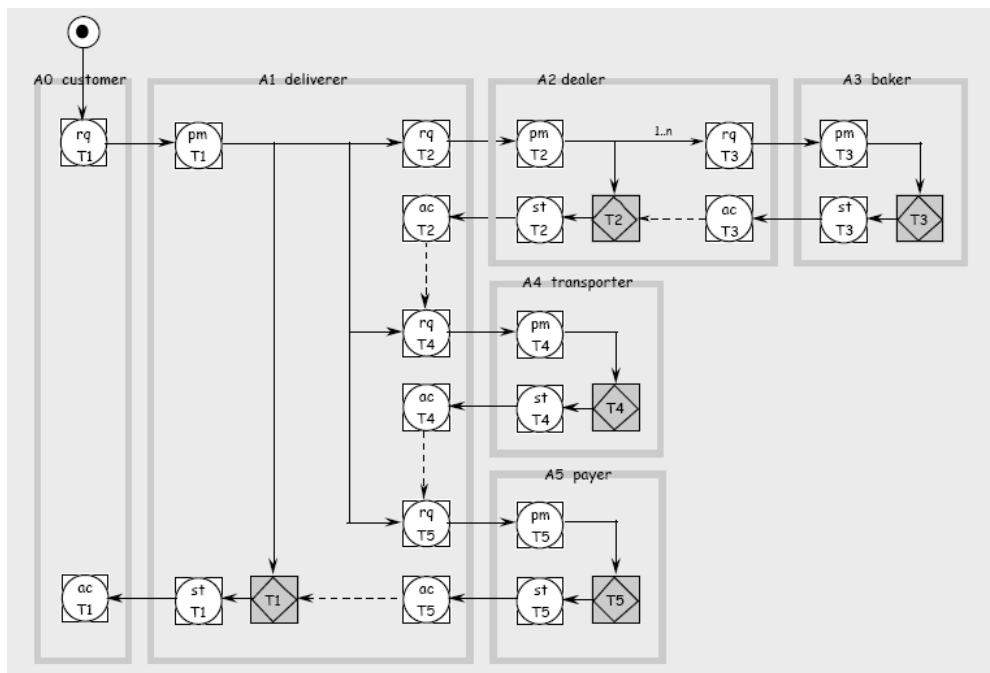 A0 customer
A1 deliverer
A2 dealer
A3 baker
rq
T1
pm
T1
rq
T2
pm
T2
1..n
rq
T3
pm
T3
ac
T2
st
T2
T2
ac
T3
st
T3
T3
A4 transporter
rq
T4
pm
T4
ac
T4
st
T4
T4
A5 payer
rq
T5
pm
T5
ac
T1
st
T1
T1
ac
T5
st
T5
T5